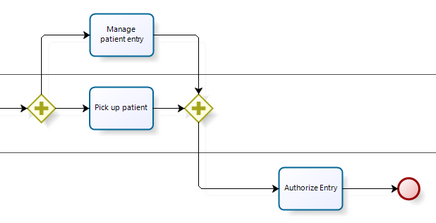 Manage
patient entry
Pick up patient
Authorize Entry